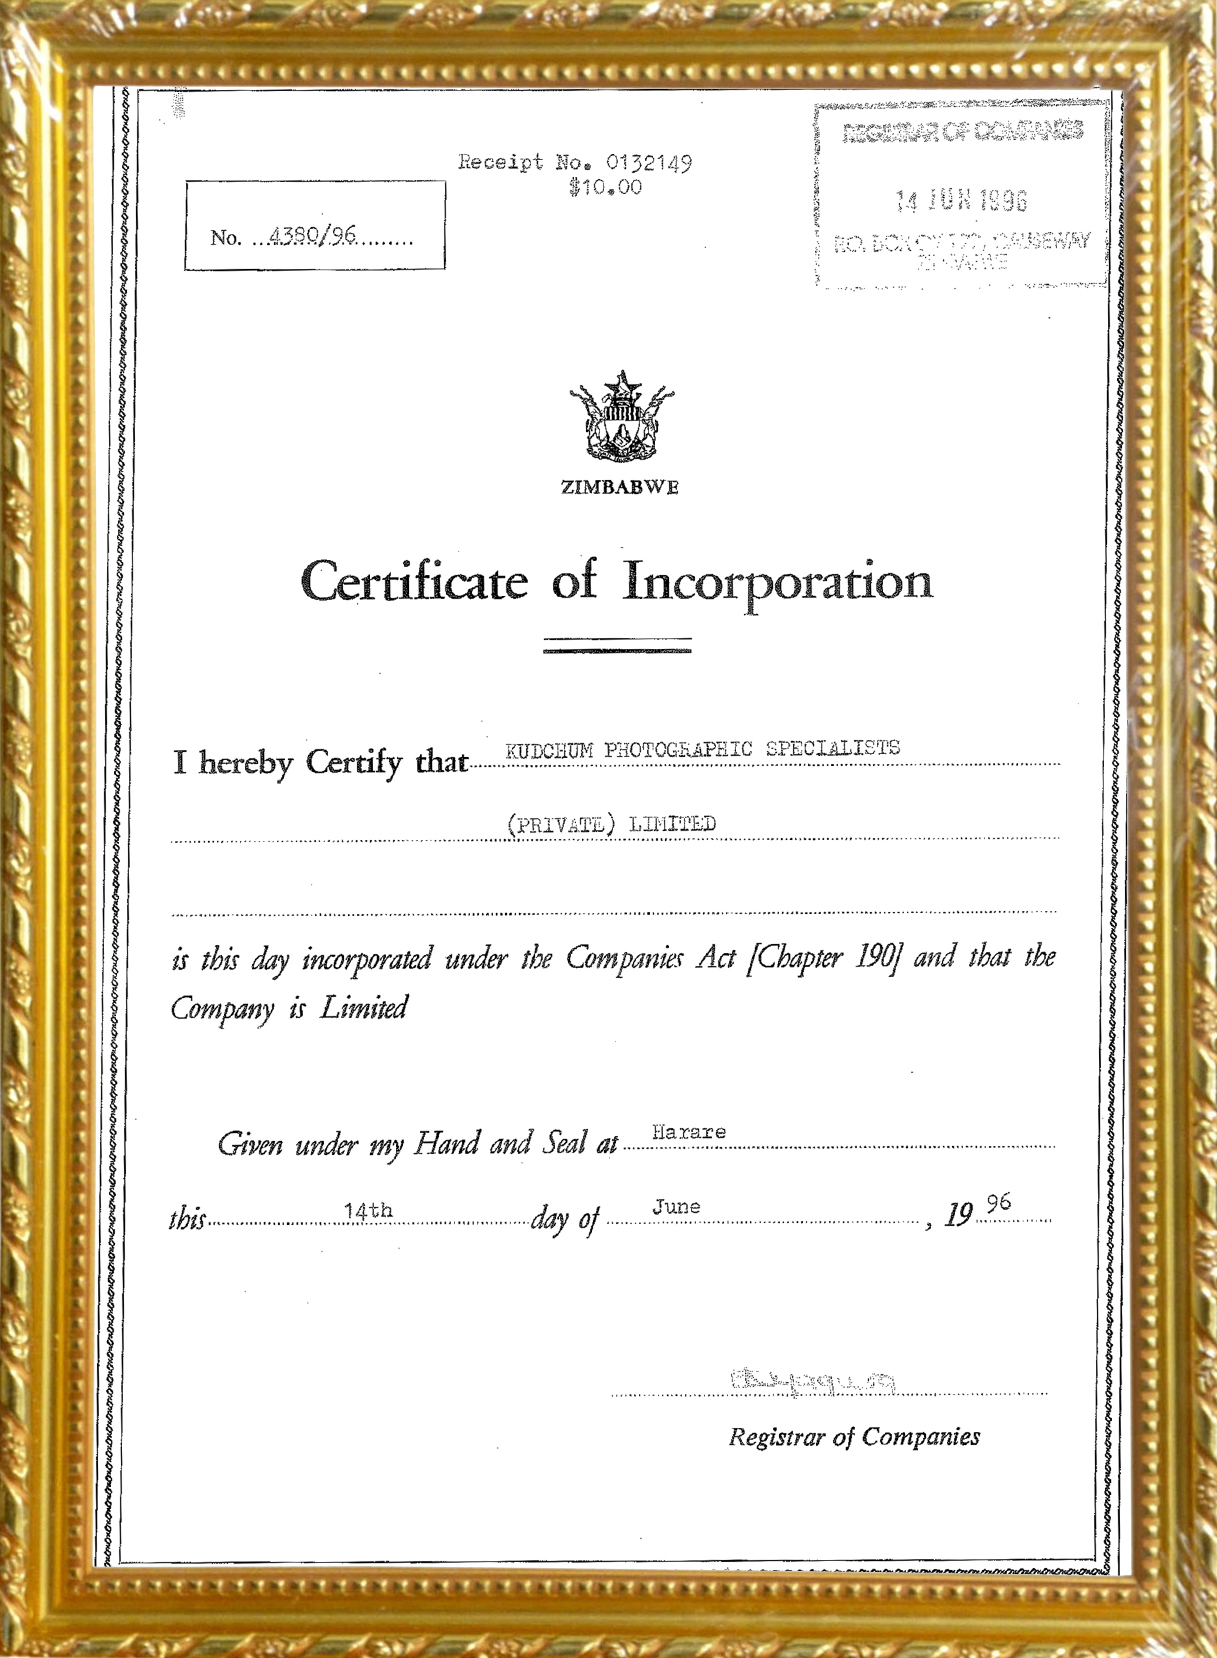 Receipt No. 0132149
$10.00
No. ...4380/96.........
REGISTRAR OF COMPANIES
14 JUN 1996
P.O. BOX CAUSEWAY
ZIMBABWE
ZIMBABWE
Certificate of Incorporation
I hereby Certify that KUDCHUM PHOTOGRAPHIC SPECIALISTS
(PRIVATE) LIMITED
is this day incorporated under the Companies Act [Chapter 190] and that the
Company is Limited
Given under my Hand and Seal at Harare
this 14th day of June, 19 96
Registrar of Companies